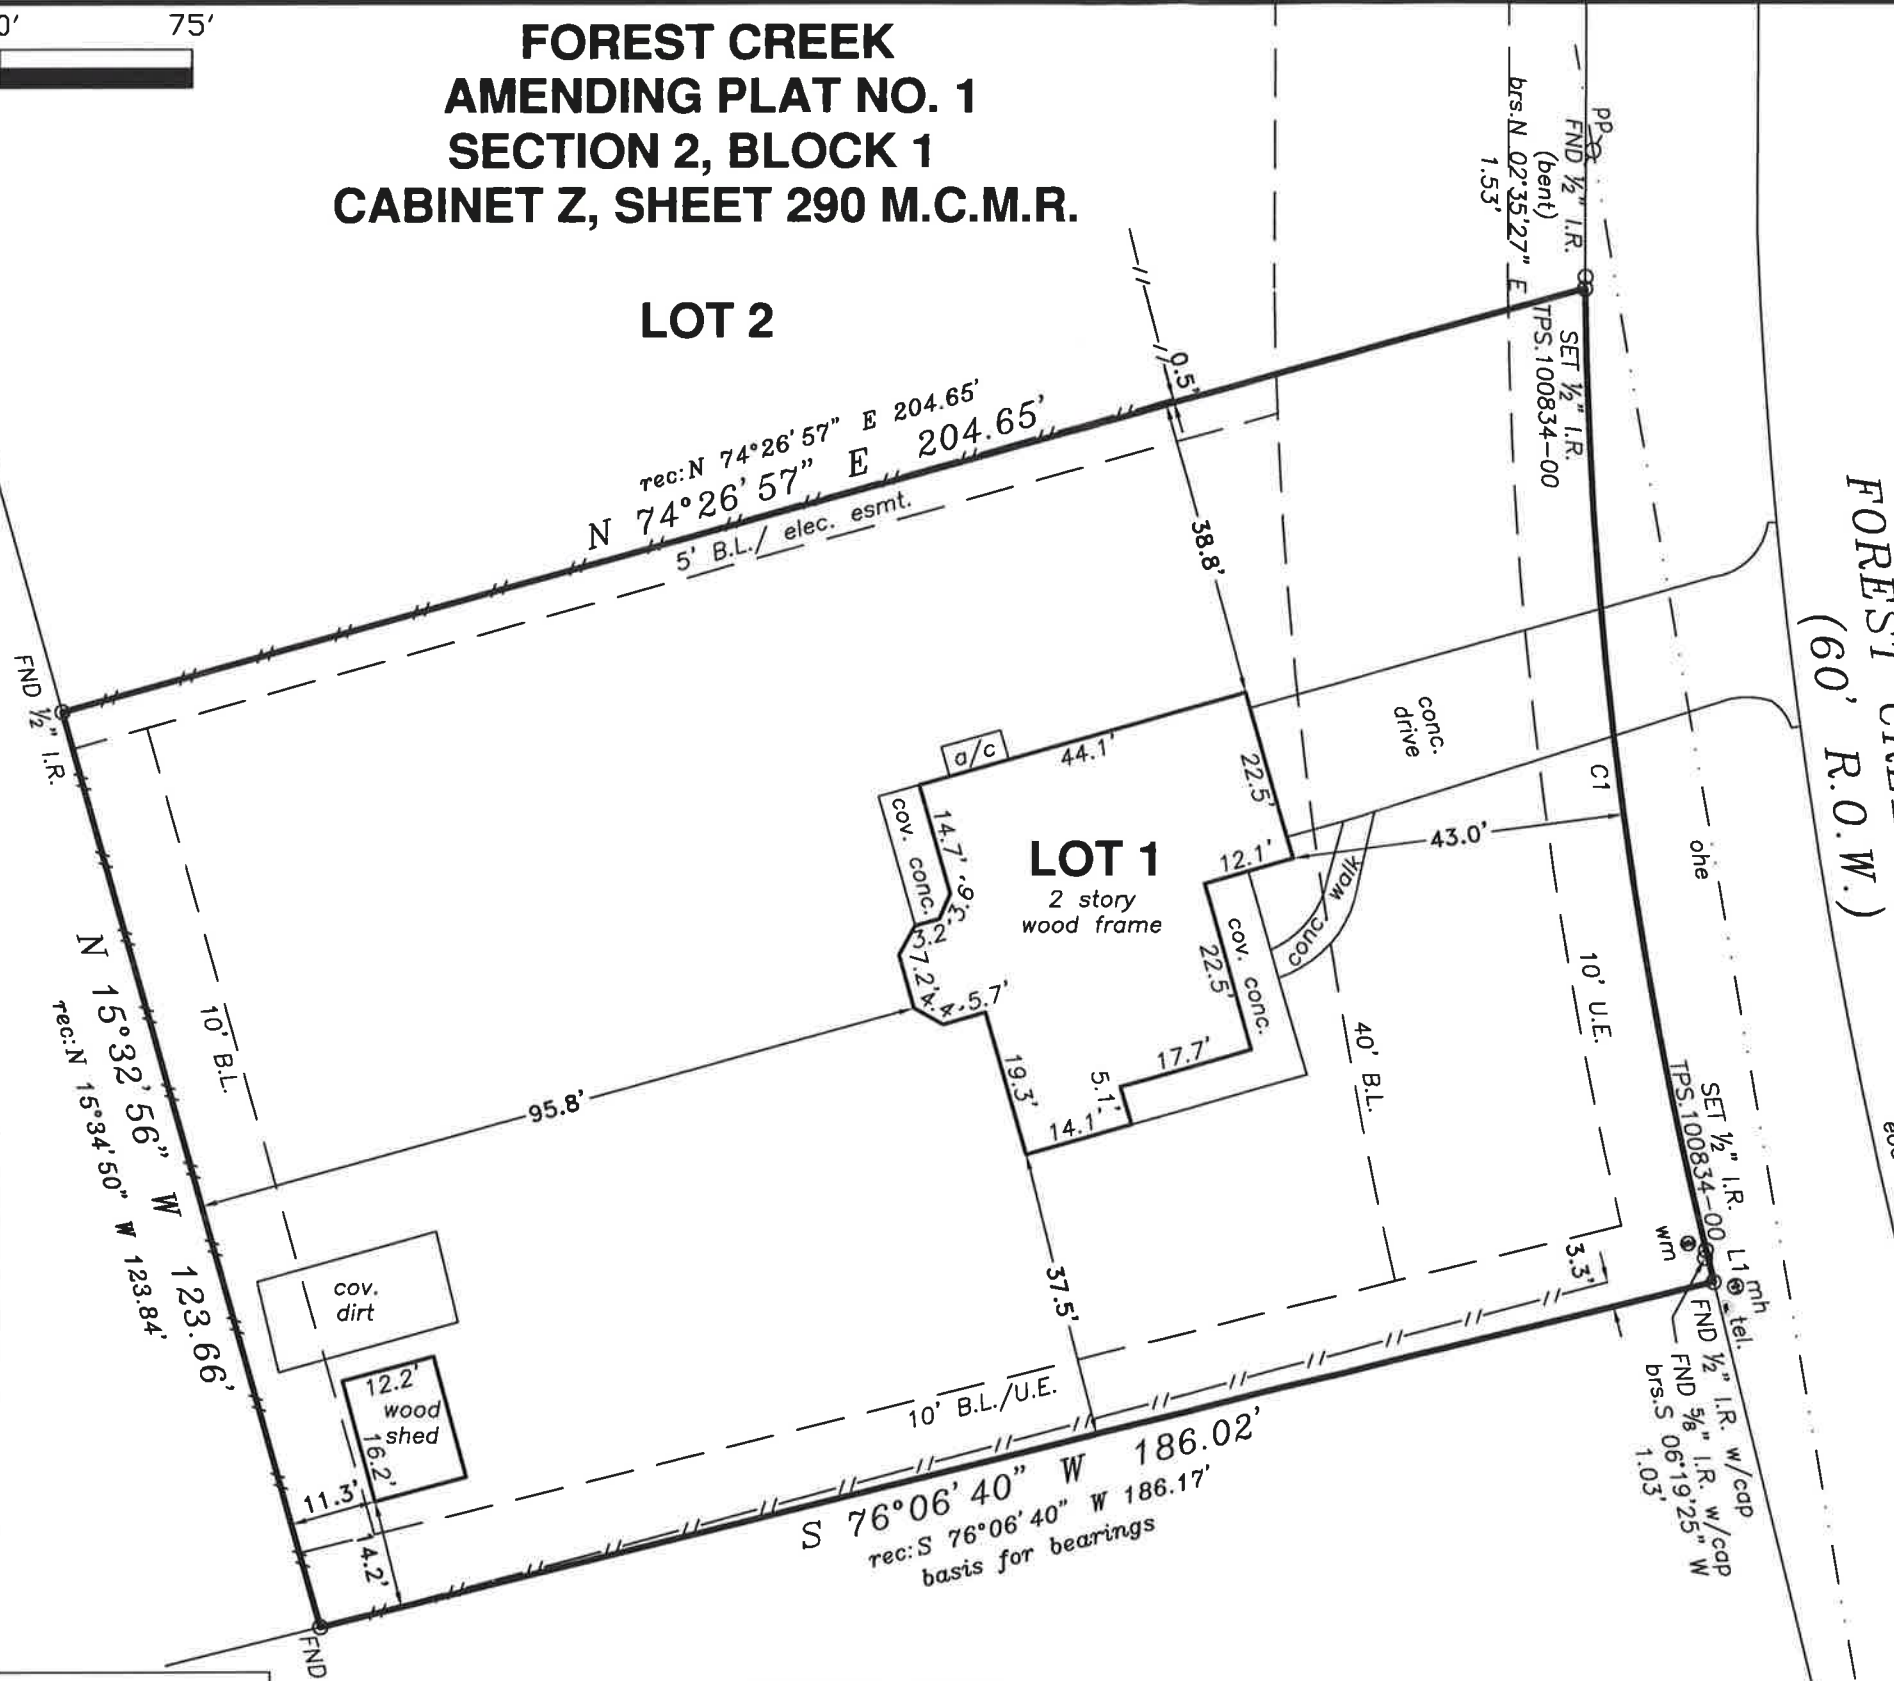 75'
FOREST CREEK
AMENDING PLAT NO. 1
SECTION 2, BLOCK 1
CABINET Z, SHEET 290 M.C.M.R.
LOT 2
pp
FND ½" I.R.
(bent)
brs.N 02°35'27" E
1.53'
SET ½" I.R.
TPS.100834-00
0.5'
rec:N 74°26'57" E 204.65'
N 74°26'57" E 204.65'
5' B.L./ elec. esmt.
38.8'
FOREST
(60' R.O.W.)
FND ½" I.R.
conc.
drive
C1
ohe
a/c
44.1'
22.5'
cov. conc.
14.7'
3.9'
3.2'
7.2'
4.4'
5.7'
LOT 1
2 story
wood frame
12.1'
43.0'
conc. walk
cov. conc.
22.5'
17.7'
5.1'
14.1'
19.3'
10' U.E.
40' B.L.
95.8'
10' B.L.
N 15°32'56" W 123.66'
rec:N 15°34'50" W 123.84'
37.5'
SET ½" I.R.
TPS.100834-00
wm
L1
mh
tel.
3.3'
FND ½" I.R. w/cap
FND ⅝" I.R. w/cap
brs.S 06°19'25" W
1.03'
cov.
dirt
12.2'
wood
shed
16.2'
11.3'
14.2'
10' B.L./U.E.
S 76°06'40" W 186.02'
rec:S 76°06'40" W 186.17'
basis for bearings
FND